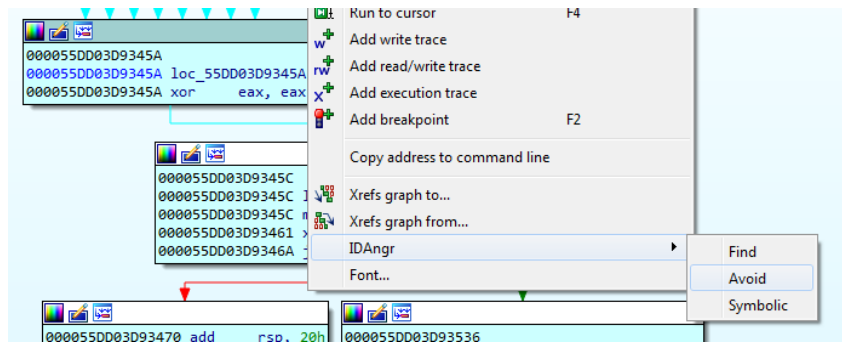 Run to cursor F4
Add write trace
Add read/write trace
Add execution trace
Add breakpoint F2
Copy address to command line
Xrefs graph to...
Xrefs graph from...
IDAngr
Font...
Find
Avoid
Symbolic
000055DD03D9345A
000055DD03D9345A loc_55DD03D9345A
000055DD03D9345A xor eax, eax
000055DD03D9345C
000055DD03D9345C
000055DD03D9345C
000055DD03D93461
000055DD03D9346A
000055DD03D93470 add rsp, 20h
000055DD03D93536